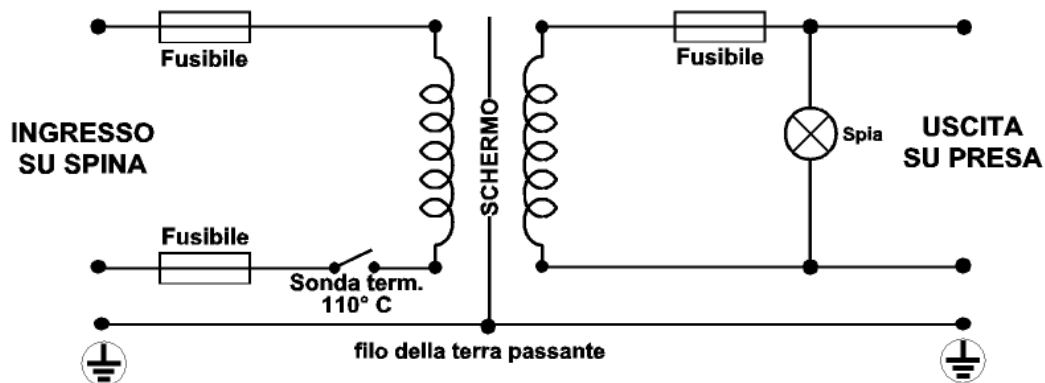 Fusibile
Fusibile
INGRESSO
SU SPINA
SCHERMO
Spia
USCITA
SU PRESA
Fusibile
Sonda term.
110° C
filo della terra passante